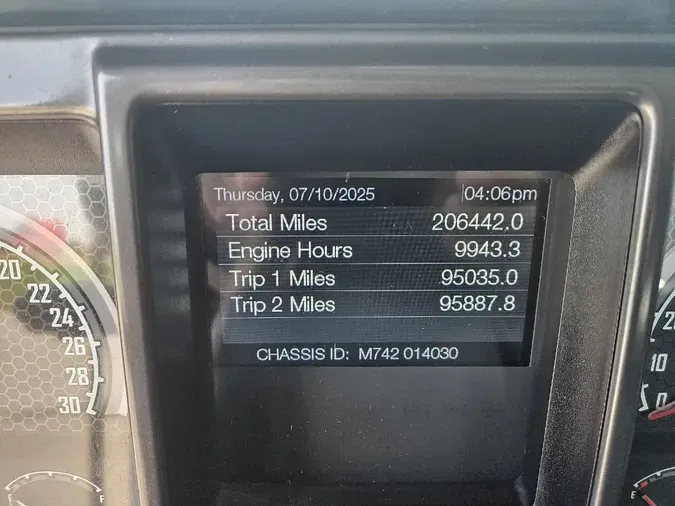 Thursday, 07/10/2025 04:06pm
Total Miles 206442.0
Engine Hours 9943.3
Trip 1 Miles 95035.0
Trip 2 Miles 95887.8
CHASSIS ID: M742 014030
20
22
24
26
28
30
10
0
E F
E